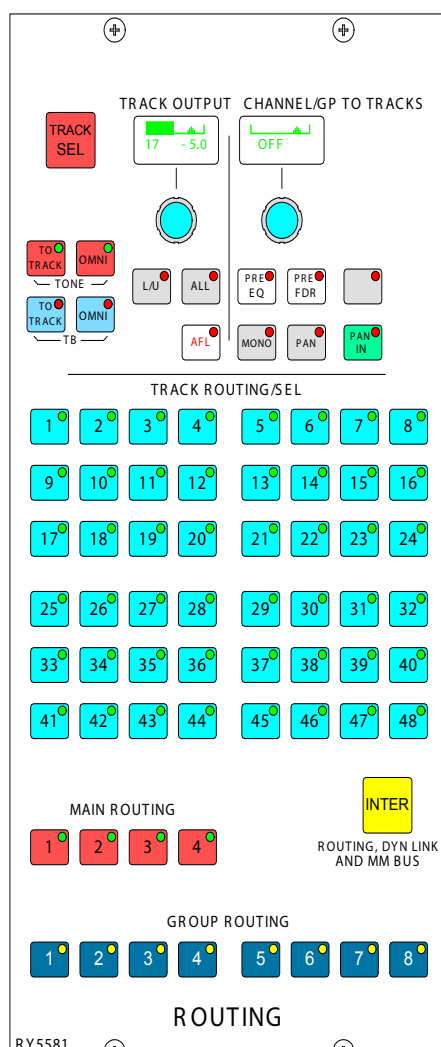 TRACK OUTPUT CHANNEL/GP TO TRACKS
TRACK
SEL
17 - 5.0
OFF
TO
TRACK
OMNI
TONE
TO
TRACK
OMNI
TB
L/U
ALL
PRE
EQ
PRE
FDR
AFL
MONO
PAN
PAN
IN
TRACK ROUTING/SEL
1 2 3 4 5 6 7 8
9 10 11 12 13 14 15 16
17 18 19 20 21 22 23 24
25 26 27 28 29 30 31 32
33 34 35 36 37 38 39 40
41 42 43 44 45 46 47 48
MAIN ROUTING
1 2 3 4
INTER
ROUTING, DYN LINK
AND MM BUS
GROUP ROUTING
1 2 3 4 5 6 7 8
ROUTING
RY5581